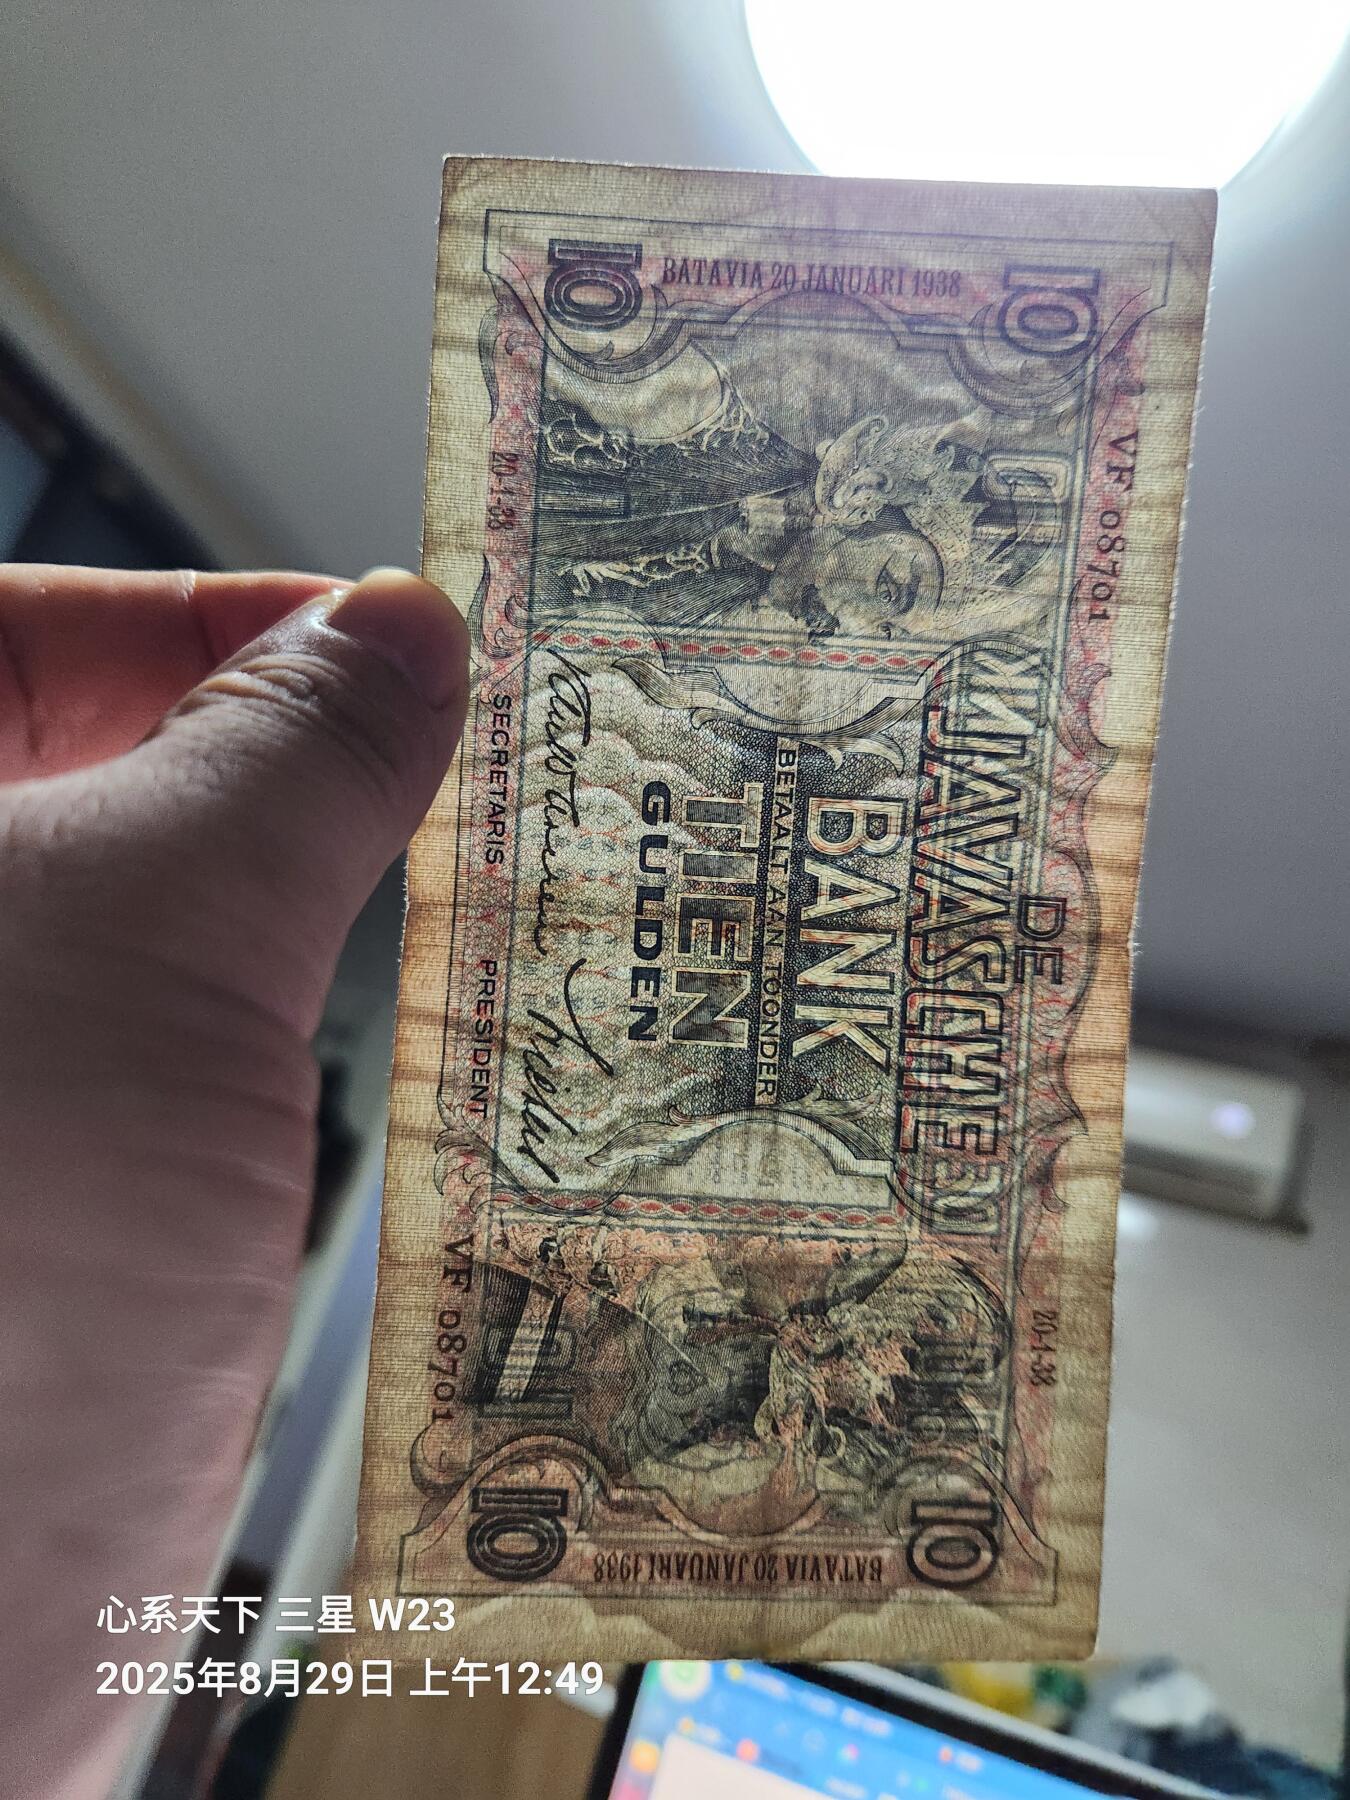 10 BATAVIA 20 JANUARI 1938 10
VF 08701
20-1-38
DE
JAVASCHE
BANK
BETAALT AAN TOONDER
TIEN
GULDEN
SECRETARIS
PRESIDENT
20-1-38
VF 08701
10 BATAVIA 20 JANUARI 1938 10
心系天下 三星 W23
2025年8月29日 上午12:49